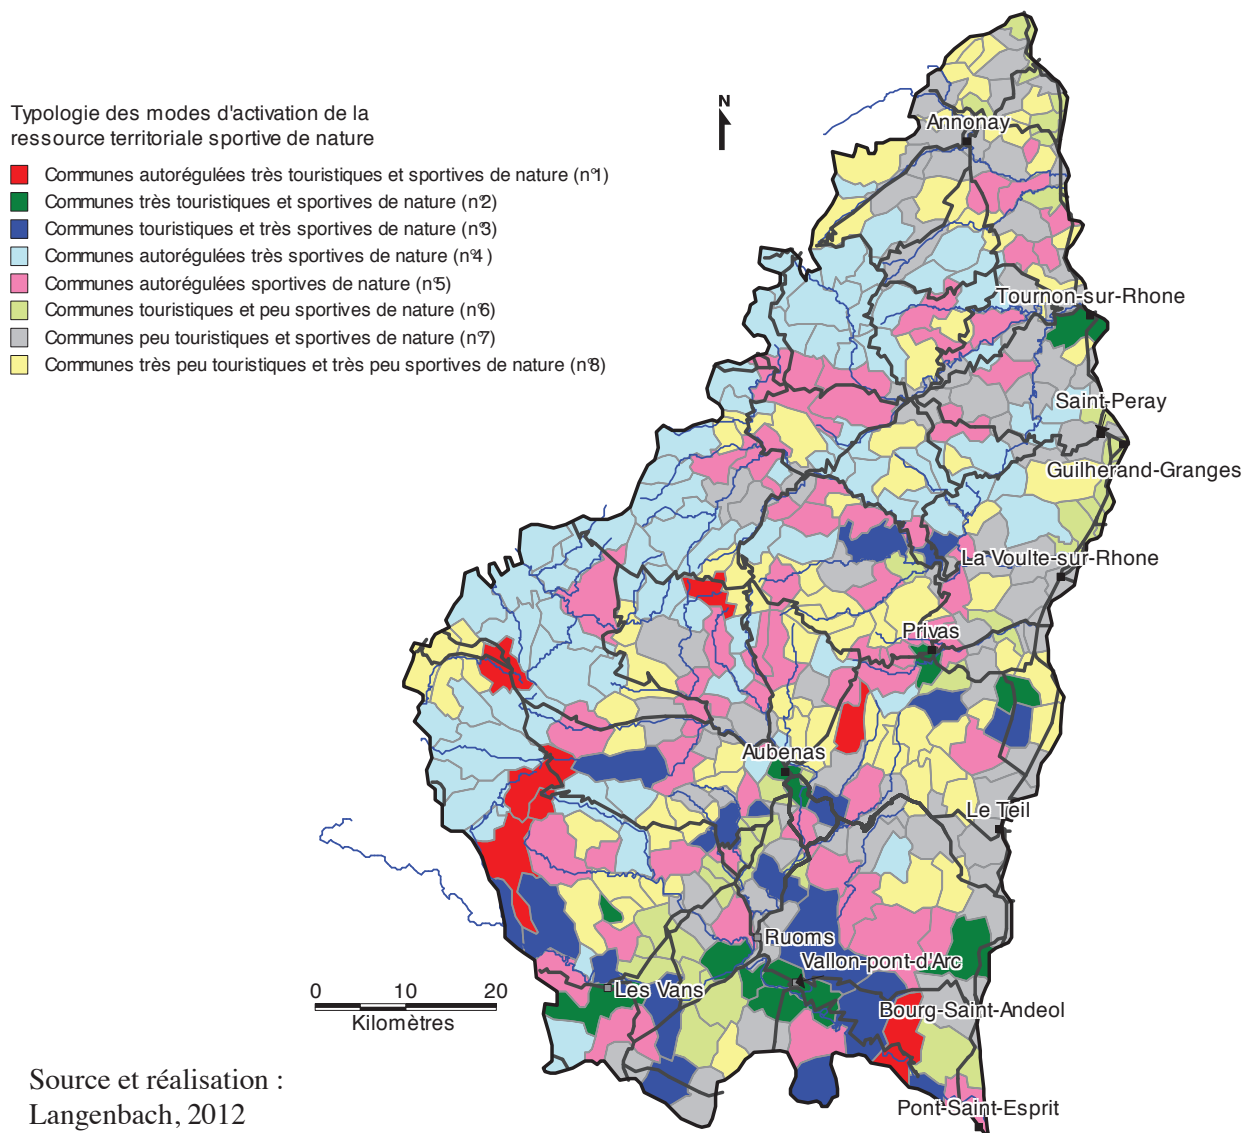 Typologie des modes d'activation de la
ressource territoriale sportive de nature
Communes autorégulées très touristiques et sportives de nature (n°1)
Communes très touristiques et sportives de nature (n°2)
Communes touristiques et très sportives de nature (n°3)
Communes autorégulées très sportives de nature (n°4)
Communes autorégulées sportives de nature (n°5)
Communes touristiques et peu sportives de nature (n°6)
Communes peu touristiques et sportives de nature (n°7)
Communes très peu touristiques et très peu sportives de nature (n°8)
N
Annonay
Tournon-sur-Rhone
Saint-Peray
Guilherand-Granges
La Voulte-sur-Rhone
Privas
Aubenas
Le Teil
Ruoms
Vallon-pont-d'Arc
Les Vans
Bourg-Saint-Andeol
Pont-Saint-Esprit
0 10 20
Kilomètres
Source et réalisation :
Langenbach, 2012